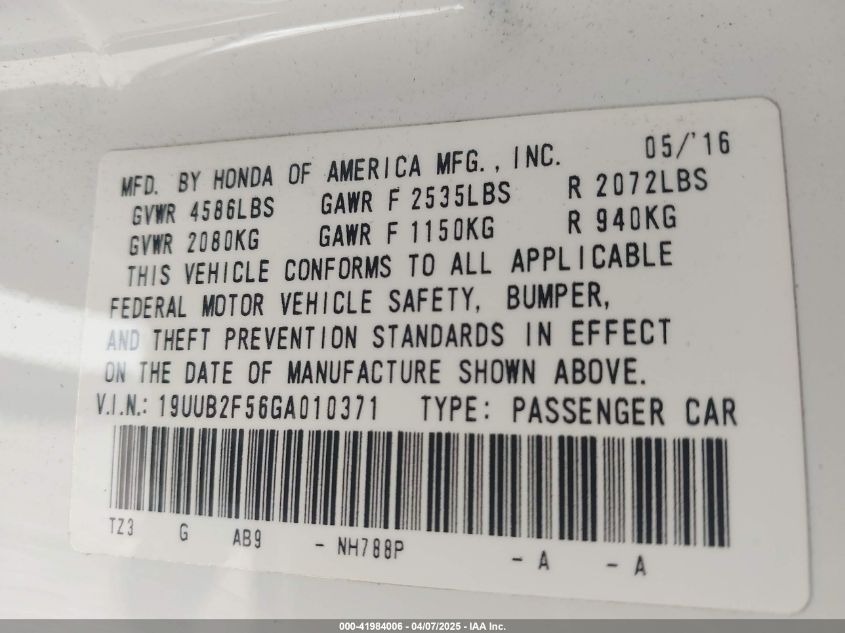 MFD. BY HONDA OF AMERICA MFG., INC. 05/'16
GVWR 4586LBS GAWR F 2535LBS R 2072LBS
GVWR 2080KG GAWR F 1150KG R 940KG
THIS VEHICLE CONFORMS TO ALL APPLICABLE
FEDERAL MOTOR VEHICLE SAFETY, BUMPER,
AND THEFT PREVENTION STANDARDS IN EFFECT
ON THE DATE OF MANUFACTURE SHOWN ABOVE.
V.I.N.: 19UUB2F56GA010371 TYPE: PASSENGER CAR
TZ3 G AB9 - NH788P - A - A
000-41984006 - 04/07/2025 - IAA Inc.